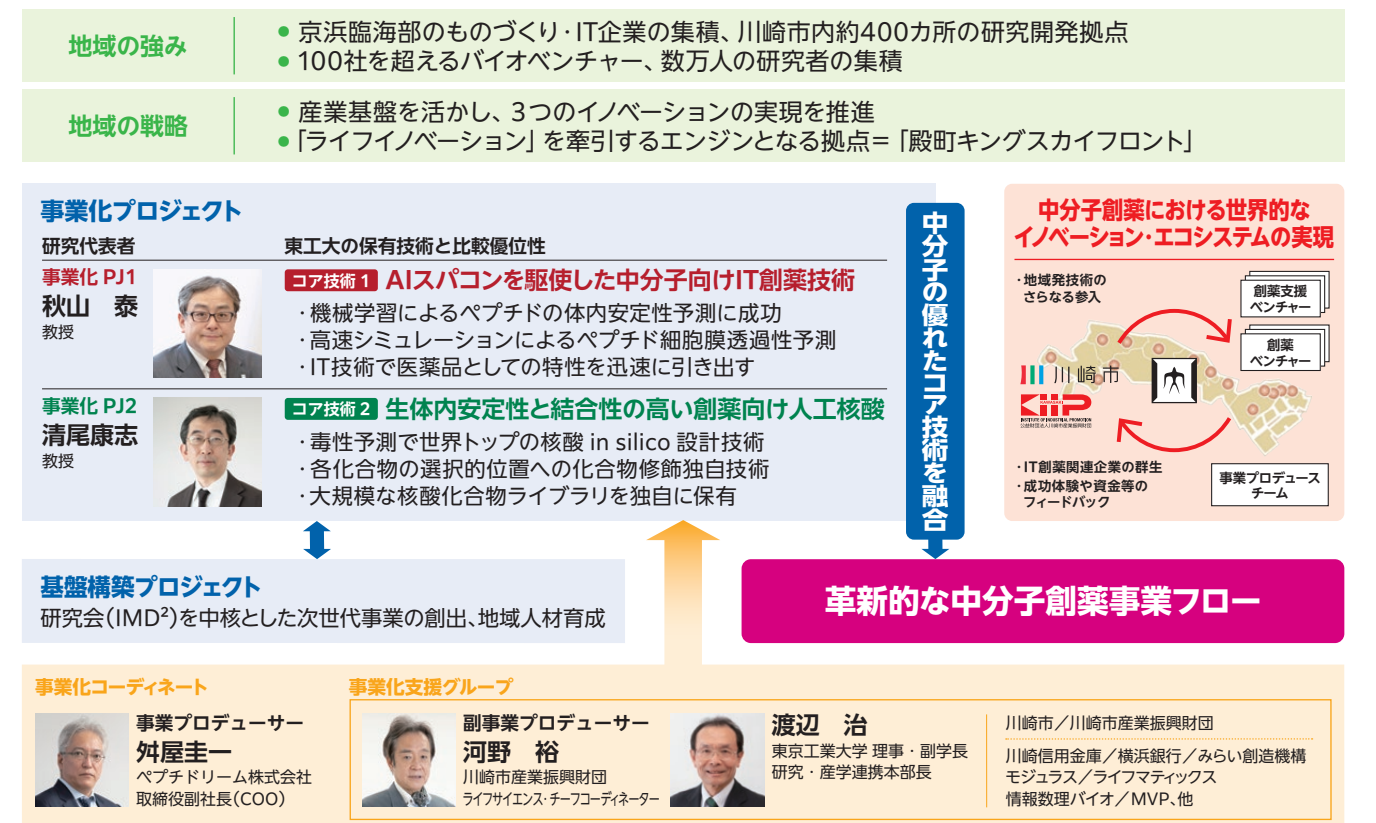 地域の強み
● 京浜臨海部のものづくり・IT企業の集積、川崎市内約400カ所の研究開発拠点
● 100社を超えるバイオベンチャー、数万人の研究者の集積
地域の戦略
● 産業基盤を活かし、3つのイノベーションの実現を推進
● 「ライフイノベーション」を牽引するエンジンとなる拠点=「殿町キングスカイフロント」
事業化プロジェクト
研究代表者
東工大の保有技術と比較優位性
事業化 PJ1
秋山 泰
教授
コア技術 1 AIスパコンを駆使した中分子向けIT創薬技術
・機械学習によるペプチドの体内安定性予測に成功
・高速シミュレーションによるペプチド細胞膜透過性予測
・IT技術で医薬品としての特性を迅速に引き出す
事業化 PJ2
清尾康志
教授
コア技術 2 生体内安定性と結合性の高い創薬向け人工核酸
・毒性予測で世界トップの核酸 in silico 設計技術
・各化合物の選択的位置への化合物修飾独自技術
・大規模な核酸化合物ライブラリを独自に保有
中分子の優れたコア技術を融合
中分子創薬における世界的な
イノベーション・エコシステムの実現
・地域発技術の
さらなる参入
創薬支援
ベンチャー
創薬
ベンチャー
川崎市
KAWASAKI
KIIP
INSTITUTE OF INDUSTRIAL PROMOTION
公益財団法人川崎市産業振興財団
・IT創薬関連企業の群生
・成功体験や資金等の
フィードバック
事業プロデュース
チーム
基盤構築プロジェクト
研究会(IMD²)を中核とした次世代事業の創出、地域人材育成
革新的な中分子創薬事業フロー
事業化コーディネート
事業プロデューサー
舛屋圭一
ペプチドリーム株式会社
取締役副社長(COO)
事業化支援グループ
副事業プロデューサー
河野 裕
川崎市産業振興財団
ライフサイエンス・チーフコーディネーター
渡辺 治
東京工業大学 理事・副学長
研究・産学連携本部長
川崎市/川崎市産業振興財団
川崎信用金庫/横浜銀行/みらい創造機構
モジュラス/ライフマティックス
情報数理バイオ/MVP、他